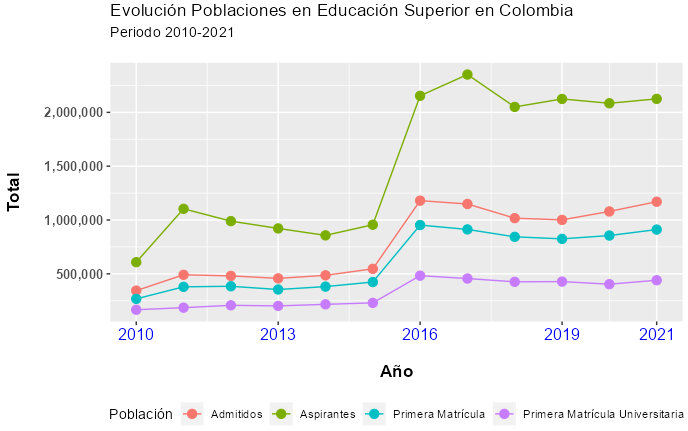 Evolución Poblaciones en Educación Superior en Colombia
Periodo 2010-2021
Total
2,000,000
1,500,000
1,000,000
500,000
2010 2013 2016 2019 2021
Año
Población Admitidos Aspirantes Primera Matrícula Primera Matrícula Universitaria